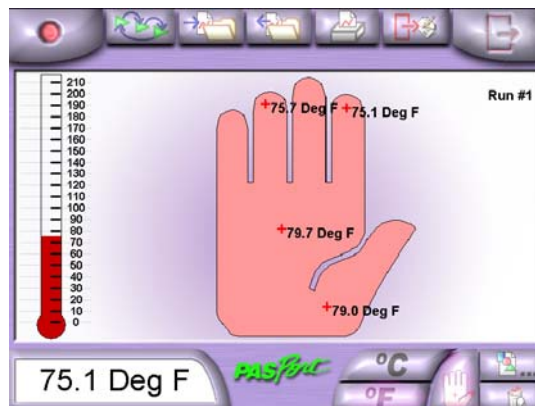 210
200
190
180
170
160
150
140
130
120
110
100
90
80
70
60
50
40
30
20
10
0
+75.7 Deg F
+75.1 Deg F
Run #1
+79.7 Deg F
+79.0 Deg F
75.1 Deg F
PASPort
°C
°F
...